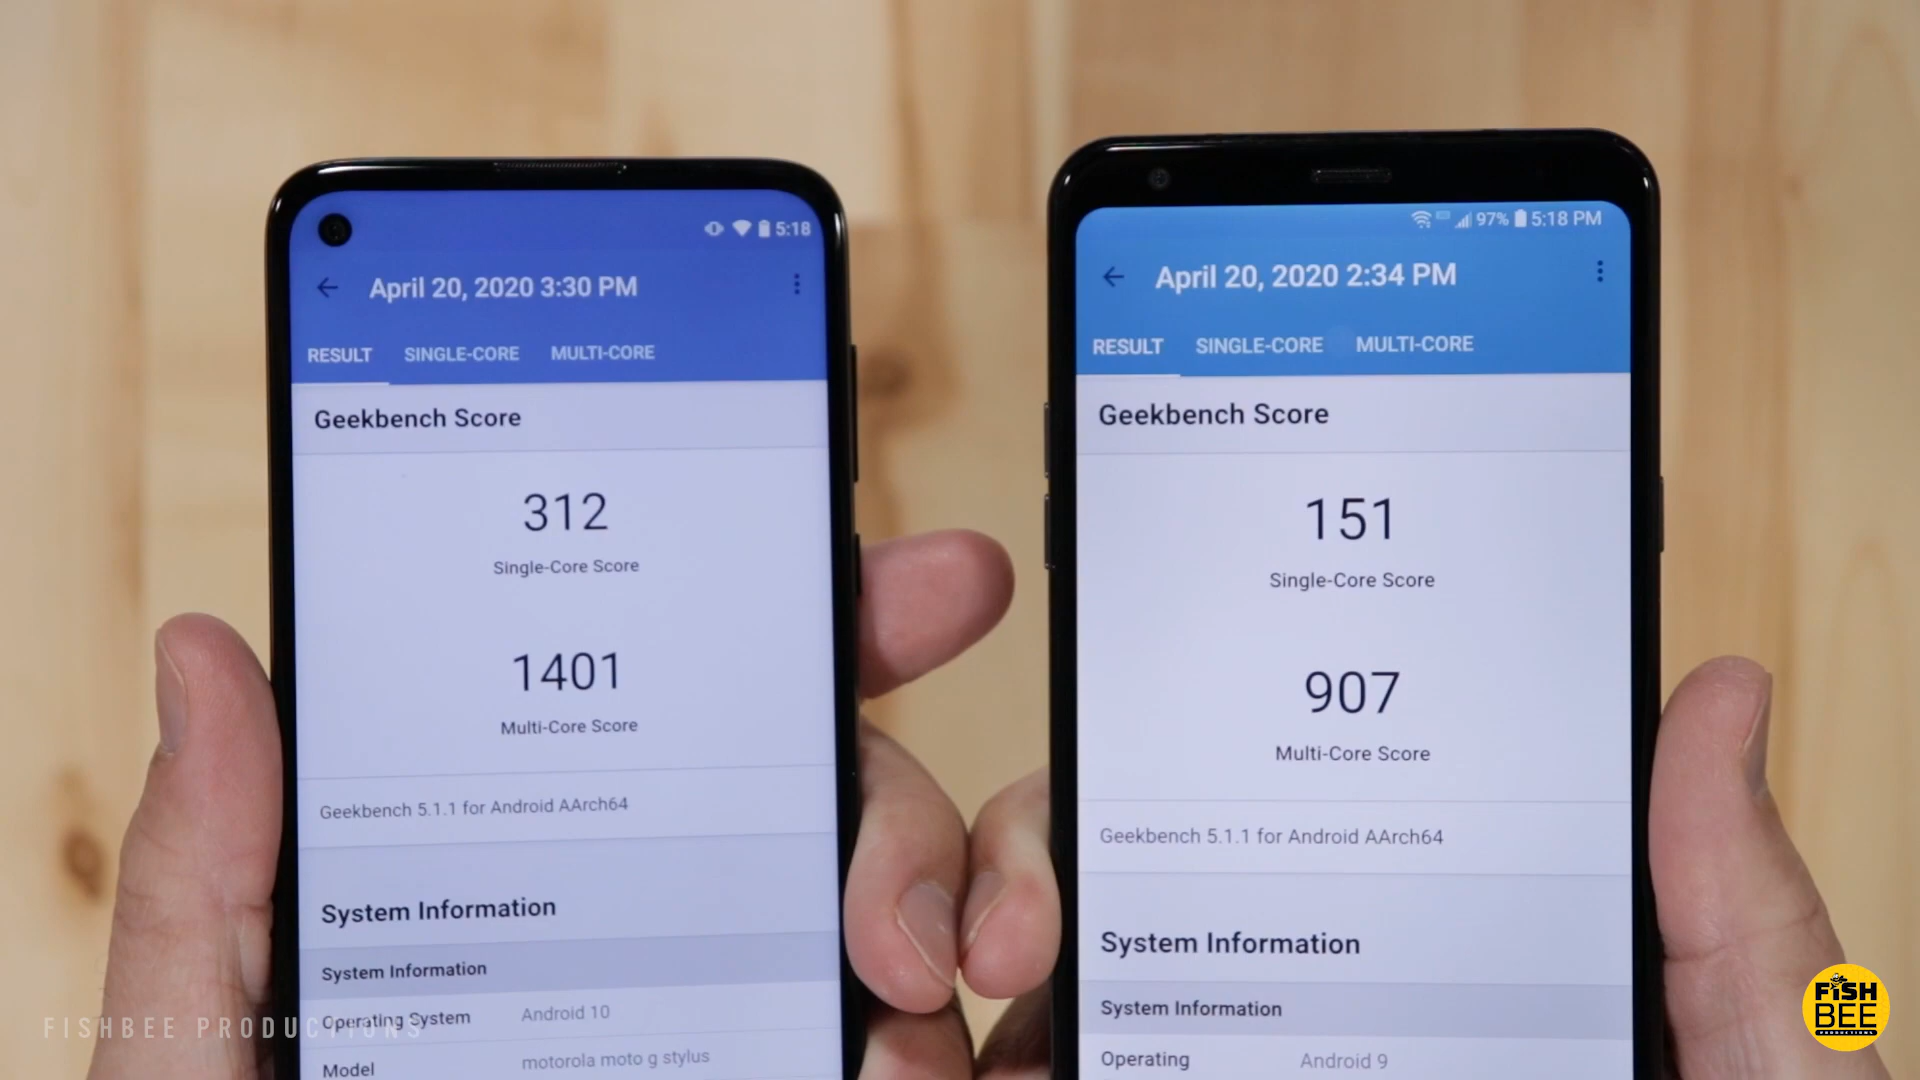 5:18
April 20, 2020 3:30 PM
RESULT SINGLE-CORE MULTI-CORE
Geekbench Score
312
Single-Core Score
1401
Multi-Core Score
Geekbench 5.1.1 for Android AArch64
System Information
System Information
Operating System Android 10
Model motorola moto g stylus
97% 5:18 PM
April 20, 2020 2:34 PM
RESULT SINGLE-CORE MULTI-CORE
Geekbench Score
151
Single-Core Score
907
Multi-Core Score
Geekbench 5.1.1 for Android AArch64
System Information
System Information
Operating Android 9
FISHBEE PRODUCTIONS
FISH
BEE
PRODUCTIONS